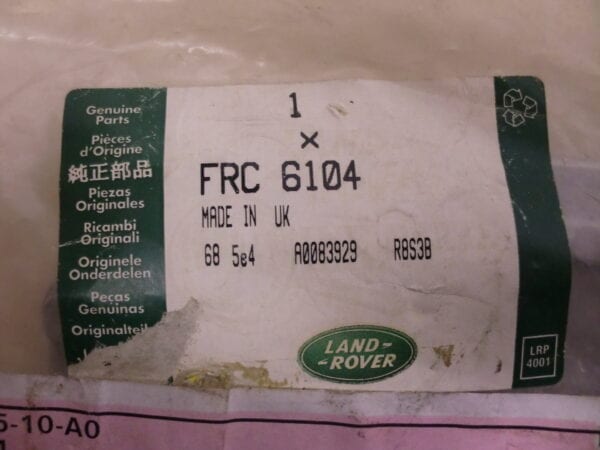 Genuine
Parts
Pièces
d'Origine
純正部品
Piezas
Originales
Ricambi
Originali
Originele
Onderdelen
Peças
Genuinas
Originalteil
1
×
FRC 6104
MADE IN UK
68 5e4 A0083929 R8S3B
LAND-
-ROVER
LRP
4001
5-10-A0